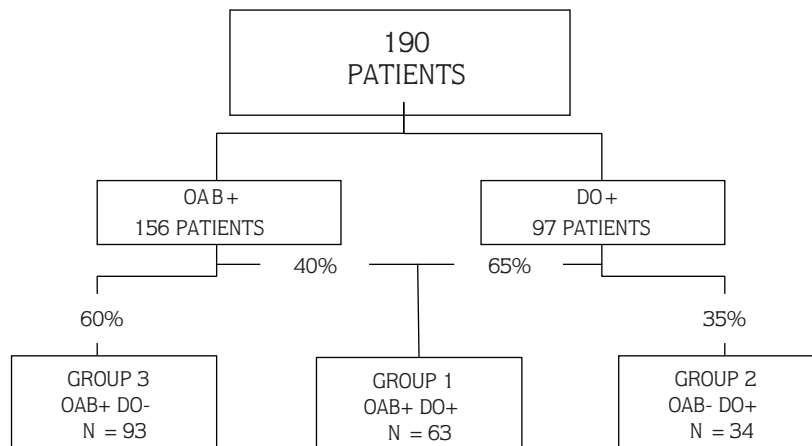 190
PATIENTS
OAB+
156 PATIENTS
DO+
97 PATIENTS
40%
65%
60%
35%
GROUP 3
OAB+ DO-
N = 93
GROUP 1
OAB+ DO+
N = 63
GROUP 2
OAB- DO+
N = 34